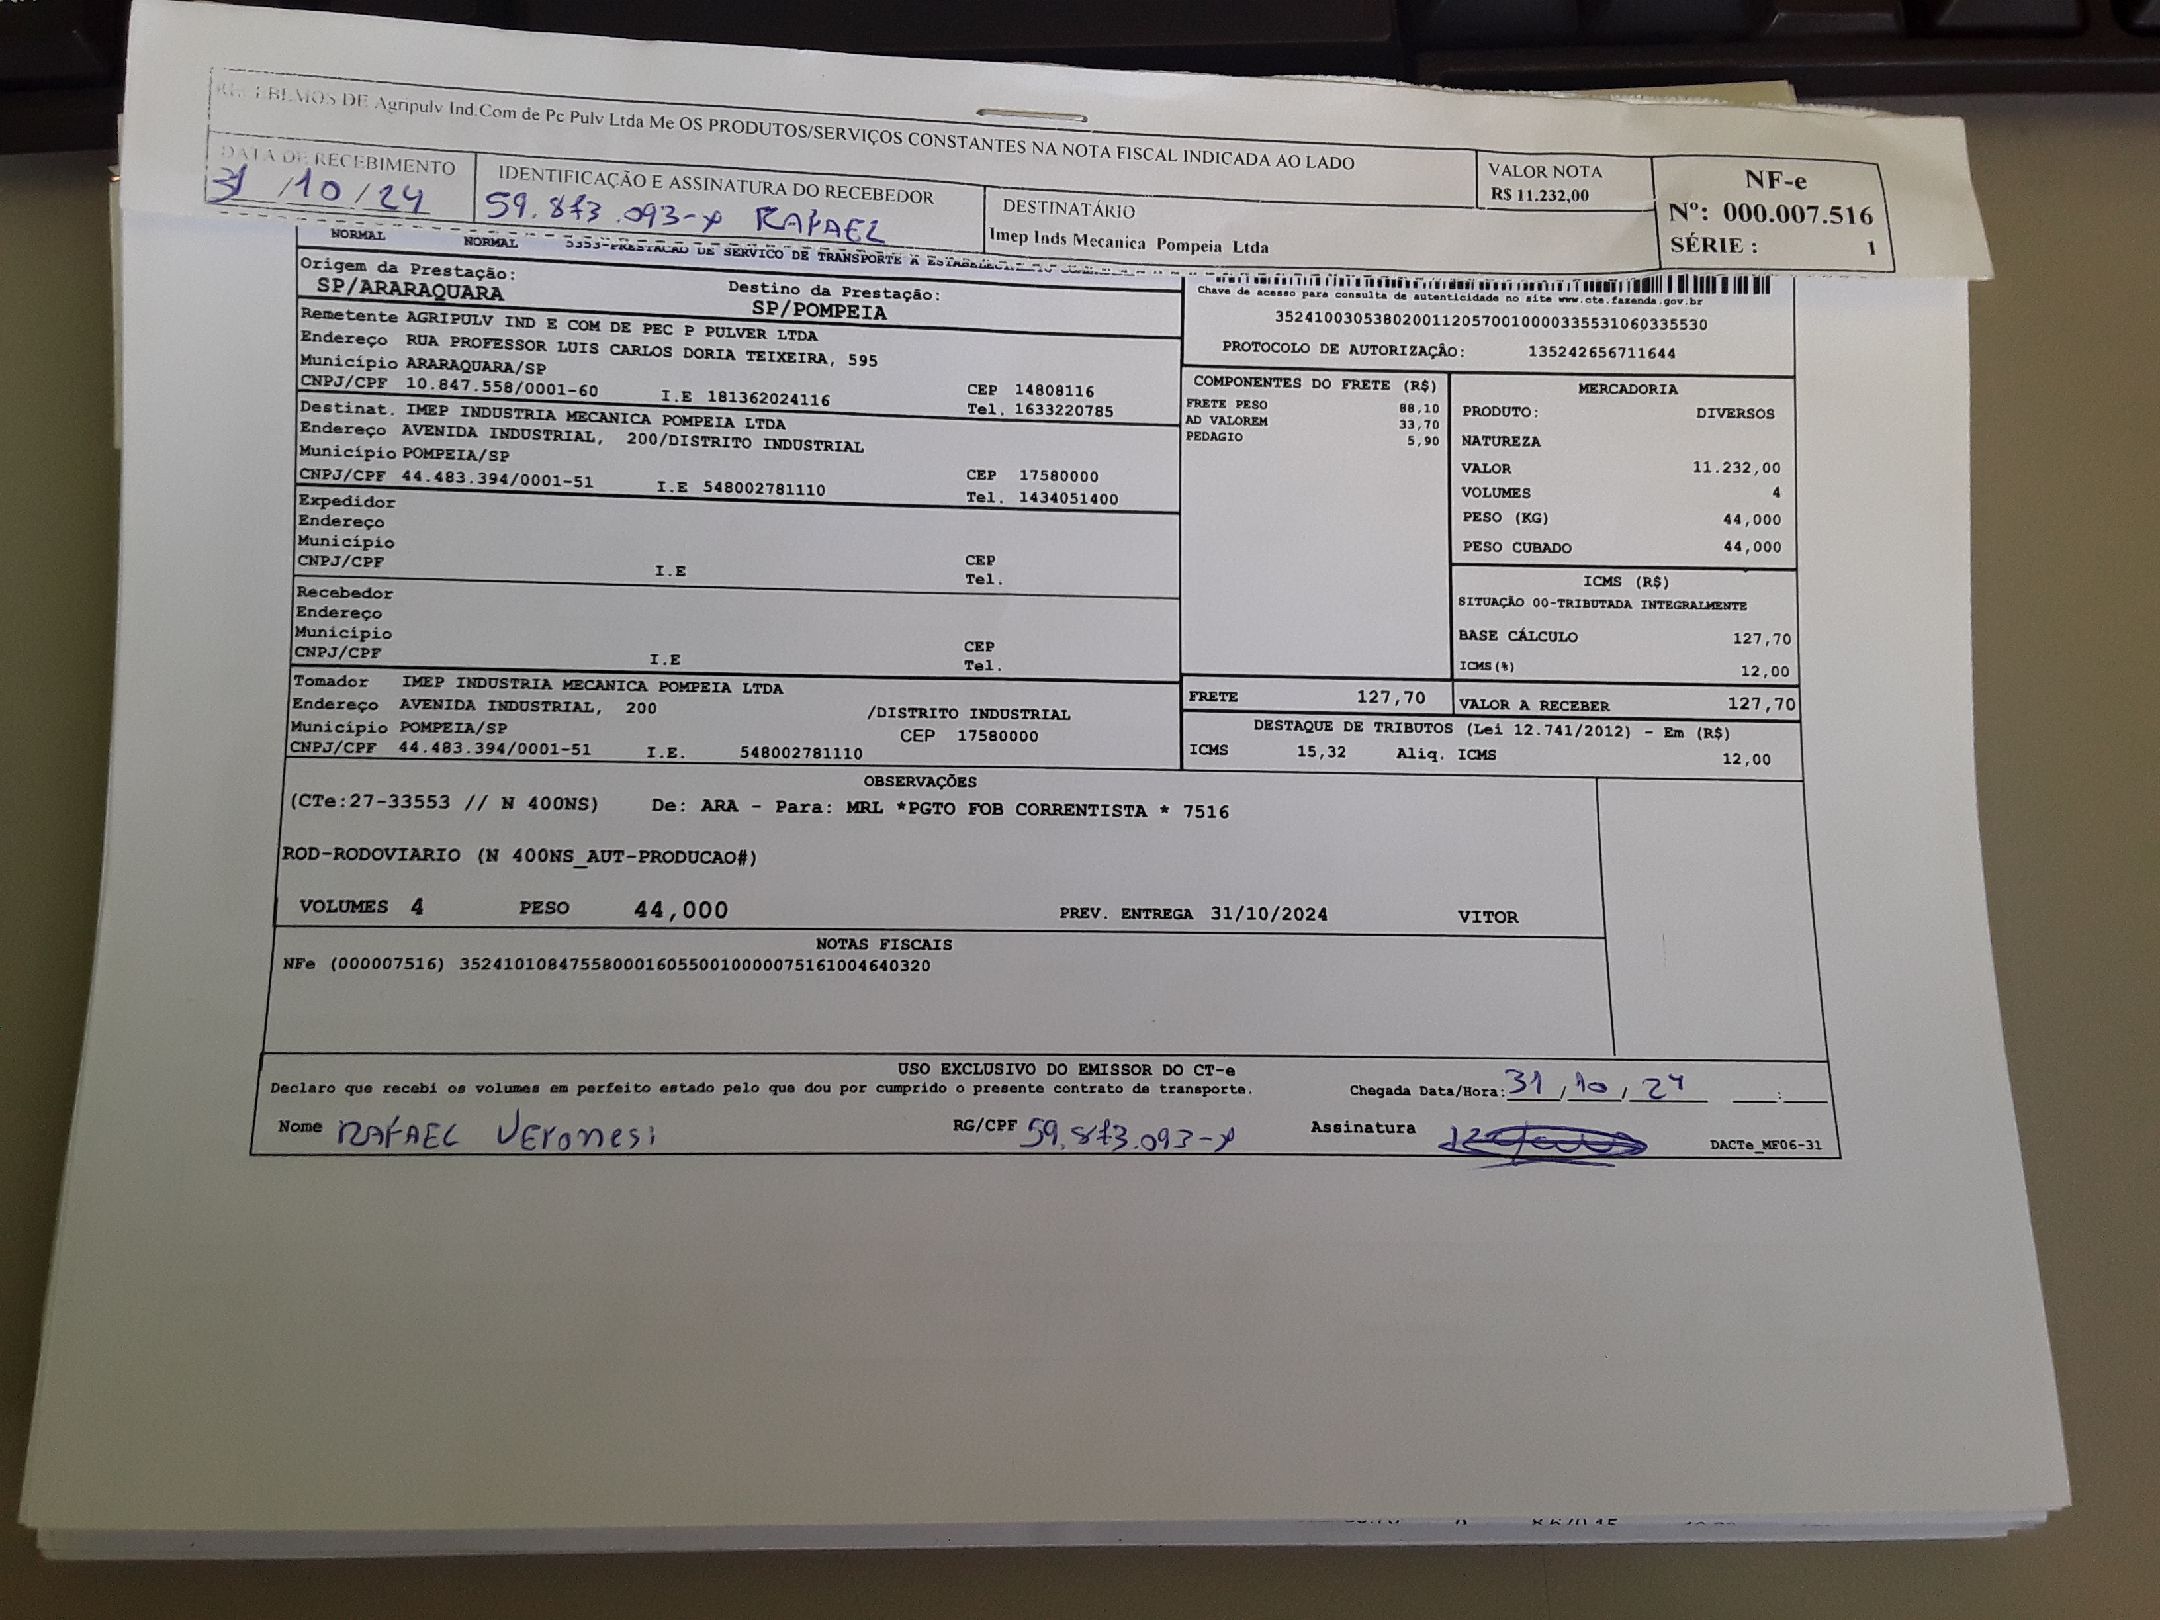 RECEBEMOS DE Agripulv Ind.Com de Pc Pulv Ltda Me OS PRODUTOS/SERVIÇOS CONSTANTES NA NOTA FISCAL INDICADA AO LADO
DATA DE RECEBIMENTO
31/10/24
IDENTIFICAÇÃO E ASSINATURA DO RECEBEDOR
59.873.093-x RAFAEL
DESTINATÁRIO
Imep Inds Mecanica Pompeia Ltda
VALOR NOTA
R$ 11.232,00
NF-e
Nº: 000.007.516
SÉRIE : 1
NORMAL NORMAL 5353-PRESTACAO DE SERVICO DE TRANSPORTE A
Origem da Prestação:
SP/ARARAQUARA
Destino da Prestação:
SP/POMPEIA
Remetente AGRIPULV IND E COM DE PEC P PULVER LTDA
Endereço RUA PROFESSOR LUIS CARLOS DORIA TEIXEIRA, 595
Município ARARAQUARA/SP CEP 14808116
CNPJ/CPF 10.847.558/0001-60 I.E 181362024116 Tel. 1633220785
Destinat. IMEP INDUSTRIA MECANICA POMPEIA LTDA
Endereço AVENIDA INDUSTRIAL, 200/DISTRITO INDUSTRIAL
Município POMPEIA/SP CEP 17580000
CNPJ/CPF 44.483.394/0001-51 I.E 548002781110 Tel. 1434051400
Expedidor
Endereço
Município CEP
CNPJ/CPF I.E Tel.
Recebedor
Endereço
Município CEP
CNPJ/CPF I.E Tel.
Tomador IMEP INDUSTRIA MECANICA POMPEIA LTDA
Endereço AVENIDA INDUSTRIAL, 200 /DISTRITO INDUSTRIAL
Município POMPEIA/SP CEP 17580000
CNPJ/CPF 44.483.394/0001-51 I.E. 548002781110
Chave de acesso para consulta de autenticidade no site www.cte.fazenda.gov.br
35241003053802001120570010000335531060335530
PROTOCOLO DE AUTORIZAÇÂO: 135242656711644
COMPONENTES DO FRETE (R$)
FRETE PESO 88,10
AD VALOREM 33,70
PEDAGIO 5,90
MERCADORIA
PRODUTO: DIVERSOS
NATUREZA
VALOR 11.232,00
VOLUMES 4
PESO (KG) 44,000
PESO CUBADO 44,000
ICMS (R$)
SITUAÇÃO 00-TRIBUTADA INTEGRALMENTE
BASE CÁLCULO 127,70
ICMS(%) 12,00
FRETE 127,70 VALOR A RECEBER 127,70
DESTAQUE DE TRIBUTOS (Lei 12.741/2012) - Em (R$)
ICMS 15,32 Aliq. ICMS 12,00
OBSERVAÇÕES
(CTe:27-33553 // N 400NS) De: ARA - Para: MRL *PGTO FOB CORRENTISTA * 7516
ROD-RODOVIARIO (N 400NS_AUT-PRODUCAO#)
VOLUMES 4 PESO 44,000 PREV. ENTREGA 31/10/2024 VITOR
NOTAS FISCAIS
NFe (000007516) 35241010847558000160550010000075161004640320
USO EXCLUSIVO DO EMISSOR DO CT-e
Declaro que recebi os volumes em perfeito estado pelo que dou por cumprido o presente contrato de transporte. Chegada Data/Hora: 31/10/24 __:__
Nome RAFAEL Veronesi RG/CPF 59.873.093-x Assinatura
DACTe_MF06-31